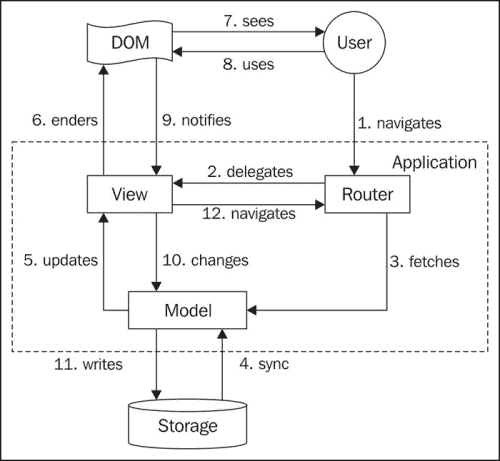 7. sees
DOM
User
8. uses
6. enders
9. notifies
1. navigates
Application
2. delegates
View
Router
12. navigates
5. updates
10. changes
3. fetches
Model
11. writes
4. sync
Storage